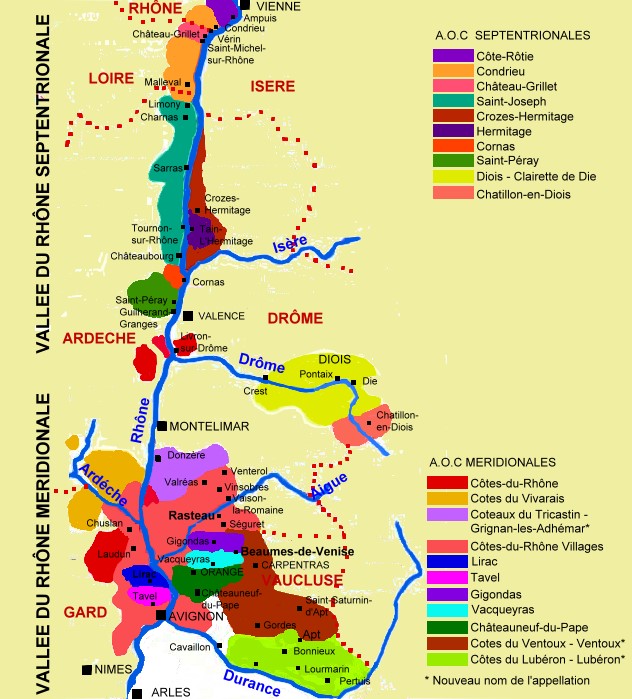 RHÔNE
VIENNE
Ampuis
Condrieu
Château-Grillet
Vérin
Saint-Michel-
sur-Rhône
LOIRE
Malleval
ISERE
Limony
Charnas
Sarras
Crozes-
Hermitage
Tournon-
sur-Rhône
Tain-
L'Hermitage
Isère
Châteaubourg
Cornas
Saint-Péray
Guilherand
Granges
VALENCE
DRÔME
ARDECHE
Livron-
sur-Drôme
Drôme
DIOIS
Pontaix
Die
Crest
Chatillon-
en-Diois
Rhône
MONTELIMAR
Donzère
Ardéche
Venterol
Valréas
Vinsobres
Vaison-
la-Romaine
Aigue
Rasteau
Séguret
Chuslan
Gigondas
Laudun
Beaumes-de-Venise
Vacqueyras
CARPENTRAS
ORANGE
Lirac
VAUCLUSE
Tavel
Châteauneuf-
du-Pape
Saint-Saturnin-
d'Apt
GARD
AVIGNON
Gordes
Apt
Cavaillon
Bonnieux
NIMES
Lourmarin
Durance
Pertuis
ARLES
VALLEE DU RHÔNE SEPTENTRIONALE
VALLEE DU RHÔNE MERIDIONALE
A.O.C SEPTENTRIONALES
Côte-Rôtie
Condrieu
Château-Grillet
Saint-Joseph
Crozes-Hermitage
Hermitage
Cornas
Saint-Péray
Diois - Clairette de Die
Chatillon-en-Diois
A.O.C MERIDIONALES
Côtes-du-Rhône
Cotes du Vivarais
Coteaux du Tricastin -
Grignan-les-Adhémar*
Côtes-du-Rhône Villages
Lirac
Tavel
Gigondas
Vacqueyras
Châteauneuf-du-Pape
Cotes du Ventoux - Ventoux*
Côtes du Lubéron - Lubéron*
* Nouveau nom de l'appellation